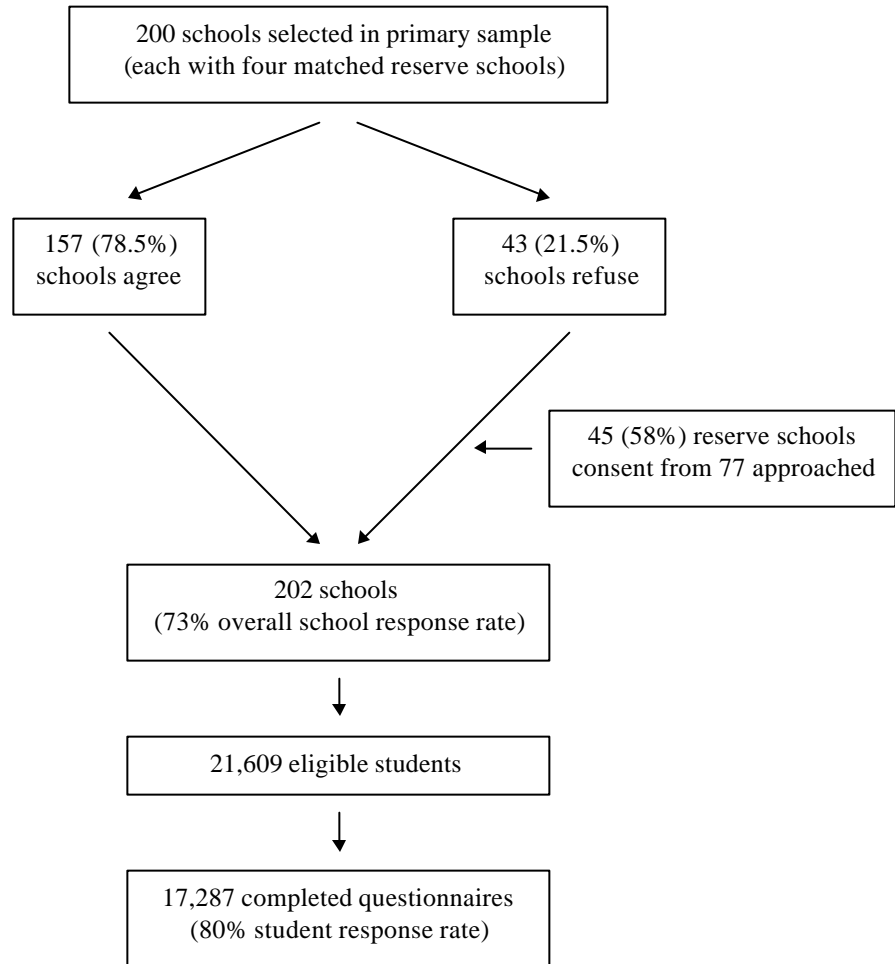 200 schools selected in primary sample
(each with four matched reserve schools)
157 (78.5%)
schools agree
43 (21.5%)
schools refuse
45 (58%) reserve schools
consent from 77 approached
202 schools
(73% overall school response rate)
21,609 eligible students
17,287 completed questionnaires
(80% student response rate)